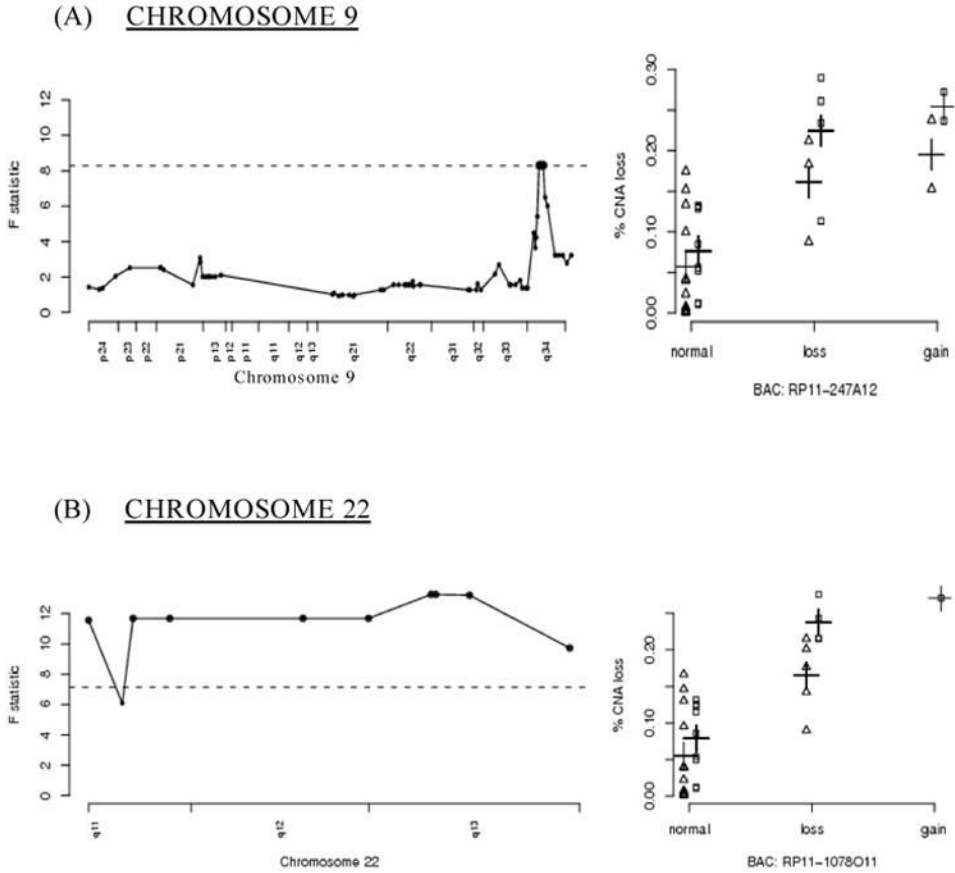 (A) CHROMOSOME 9
F statistic
12
10
8
6
4
2
0
p24 p23 p22 p21 p13 p12 p11 q11 q12 q13 q21 q22 q31 q32 q33 q34
Chromosome 9
% CNA loss
0.30
0.20
0.10
0.00
normal loss gain
BAC: RP11-247A12
(B) CHROMOSOME 22
F statistic
12
10
8
6
4
2
0
q11 q12 q13
Chromosome 22
% CNA loss
0.20
0.10
0.00
normal loss gain
BAC: RP11-1078O11